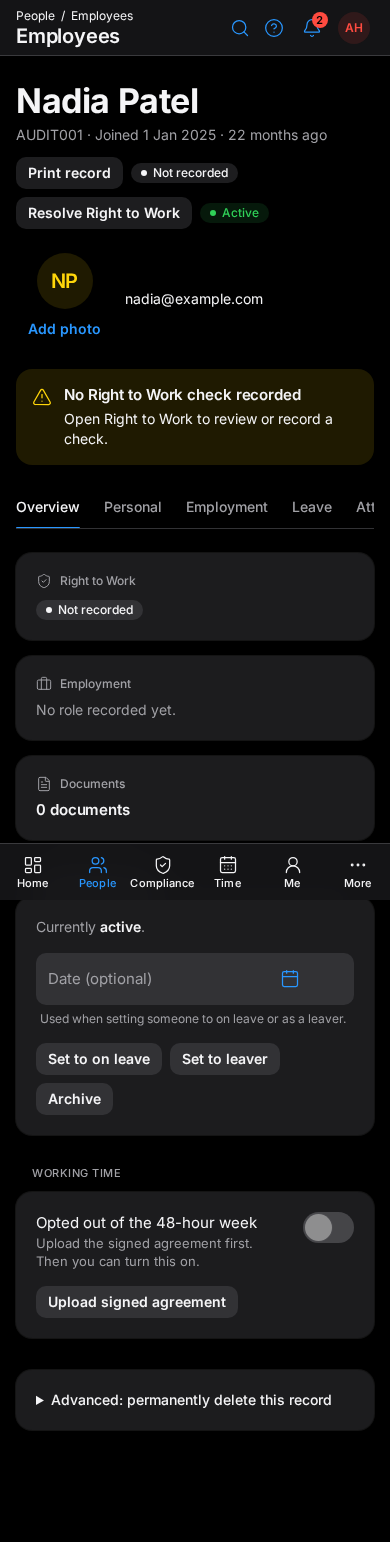 People / Employees
Employees
2
AH
Nadia Patel
AUDIT001 · Joined 1 Jan 2025 · 22 months ago
Print record
Not recorded
Resolve Right to Work
Active
NP
nadia@example.com
Add photo
No Right to Work check recorded
Open Right to Work to review or record a
check.
Overview Personal Employment Leave Att
Right to Work
Not recorded
Employment
No role recorded yet.
Documents
0 documents
Home People Compliance Time Me More
Currently active.
Date (optional)
Used when setting someone to on leave or as a leaver.
Set to on leave
Set to leaver
Archive
WORKING TIME
Opted out of the 48-hour week
Upload the signed agreement first.
Then you can turn this on.
Upload signed agreement
Advanced: permanently delete this record